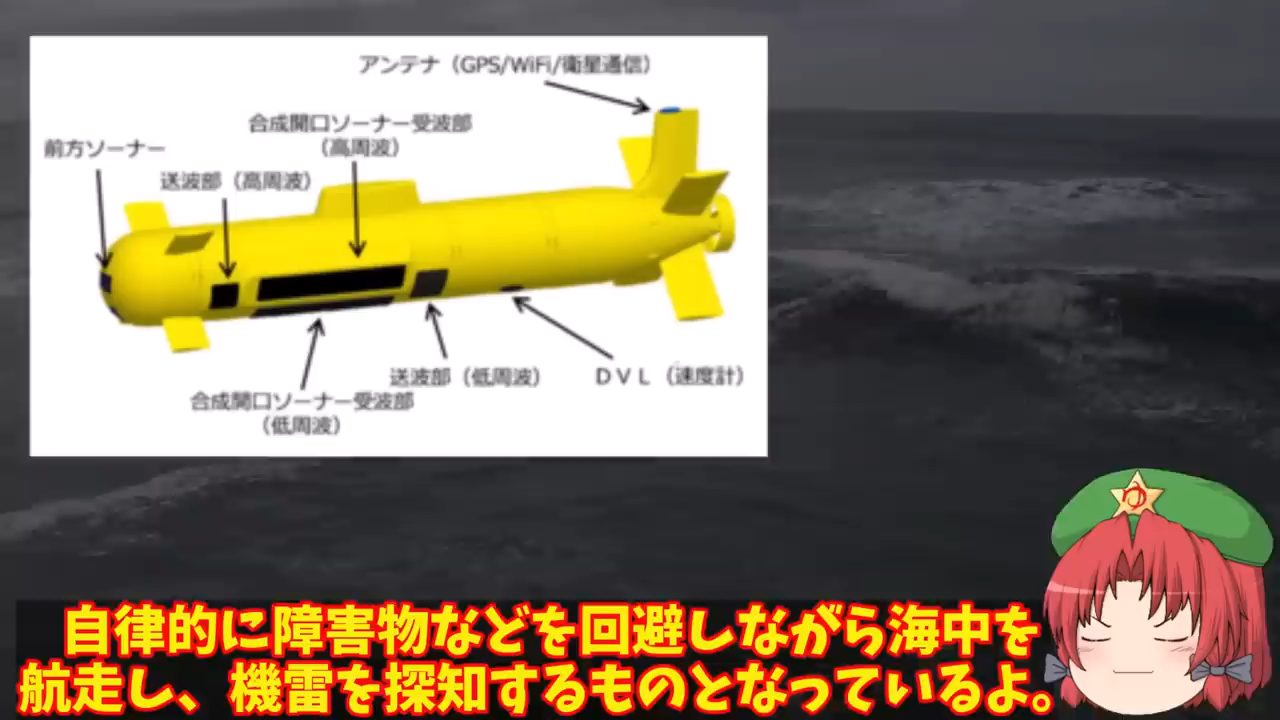 アンテナ（GPS/WiFi/衛星通信）
合成開口ソーナー受波部
（高周波）
前方ソーナー
送波部（高周波）
送波部（低周波）
ＤＶＬ（速度計）
合成開口ソーナー受波部
（低周波）
ゆ
自律的に障害物などを回避しながら海中を
航走し、機雷を探知するものとなっているよ。